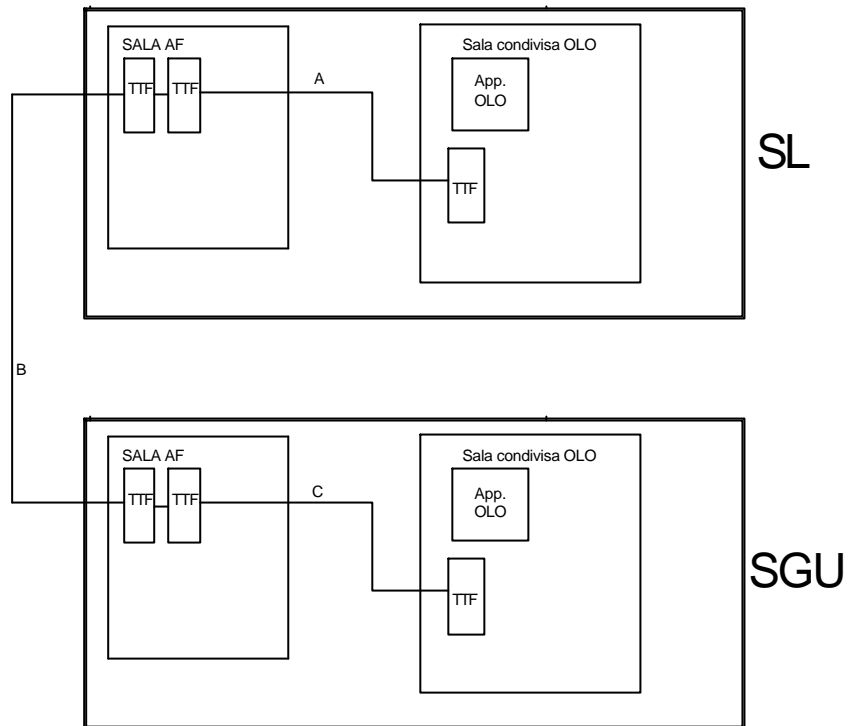 SALA AF
Sala condivisa OLO
TTF
TTF
A
App.
OLO
TTF
SL
B
SALA AF
Sala condivisa OLO
TTF
TTF
C
App.
OLO
TTF
SGU